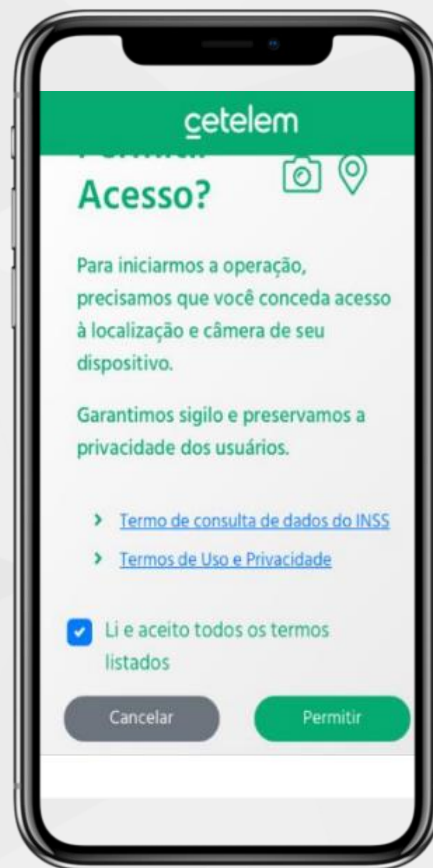 cetelem
Permitir
Acesso?
Para iniciarmos a operação,
precisamos que você conceda acesso
à localização e câmera de seu
dispositivo.
Garantimos sigilo e preservamos a
privacidade dos usuários.
Termo de consulta de dados do INSS
Termos de Uso e Privacidade
Li e aceito todos os termos
listados
Cancelar
Permitir